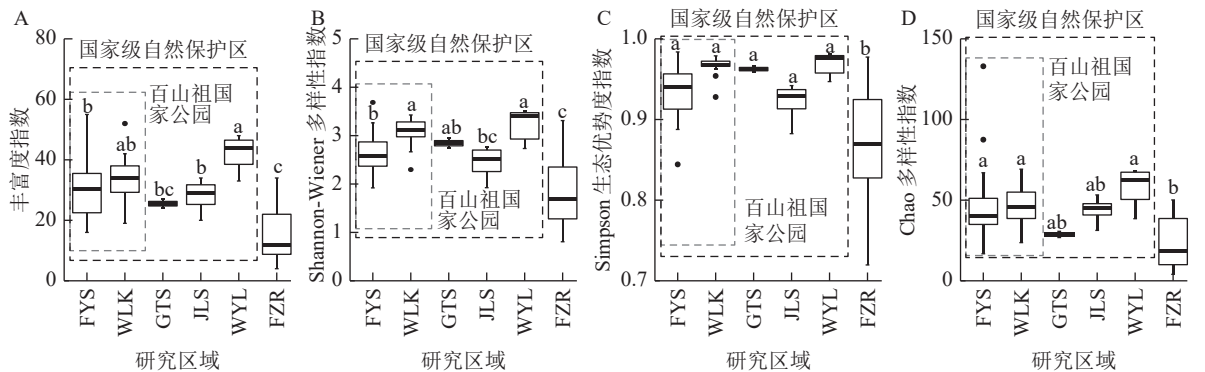 A
80
60
40
20
0
丰富度指数
国家级自然保护区
百山祖国
家公园
b
ab
bc
b
a
c
FYS
WLK
GTS
JLS
WYL
FZR
研究区域
B
5
4
3
2
1
0
Shannon-Wiener 多样性指数
国家级自然保护区
b
a
ab
bc
a
c
百山祖国
家公园
FYS
WLK
GTS
JLS
WYL
FZR
研究区域
C
1.0
0.9
0.8
0.7
Simpson 生态优势度指数
国家级自然保护区
a
a
a
a
a
b
百山祖国
家公园
FYS
WLK
GTS
JLS
WYL
FZR
研究区域
D
150
100
50
0
Chao 多样性指数
国家级自然保护区
百山祖国
家公园
a
a
ab
ab
a
b
FYS
WLK
GTS
JLS
WYL
FZR
研究区域